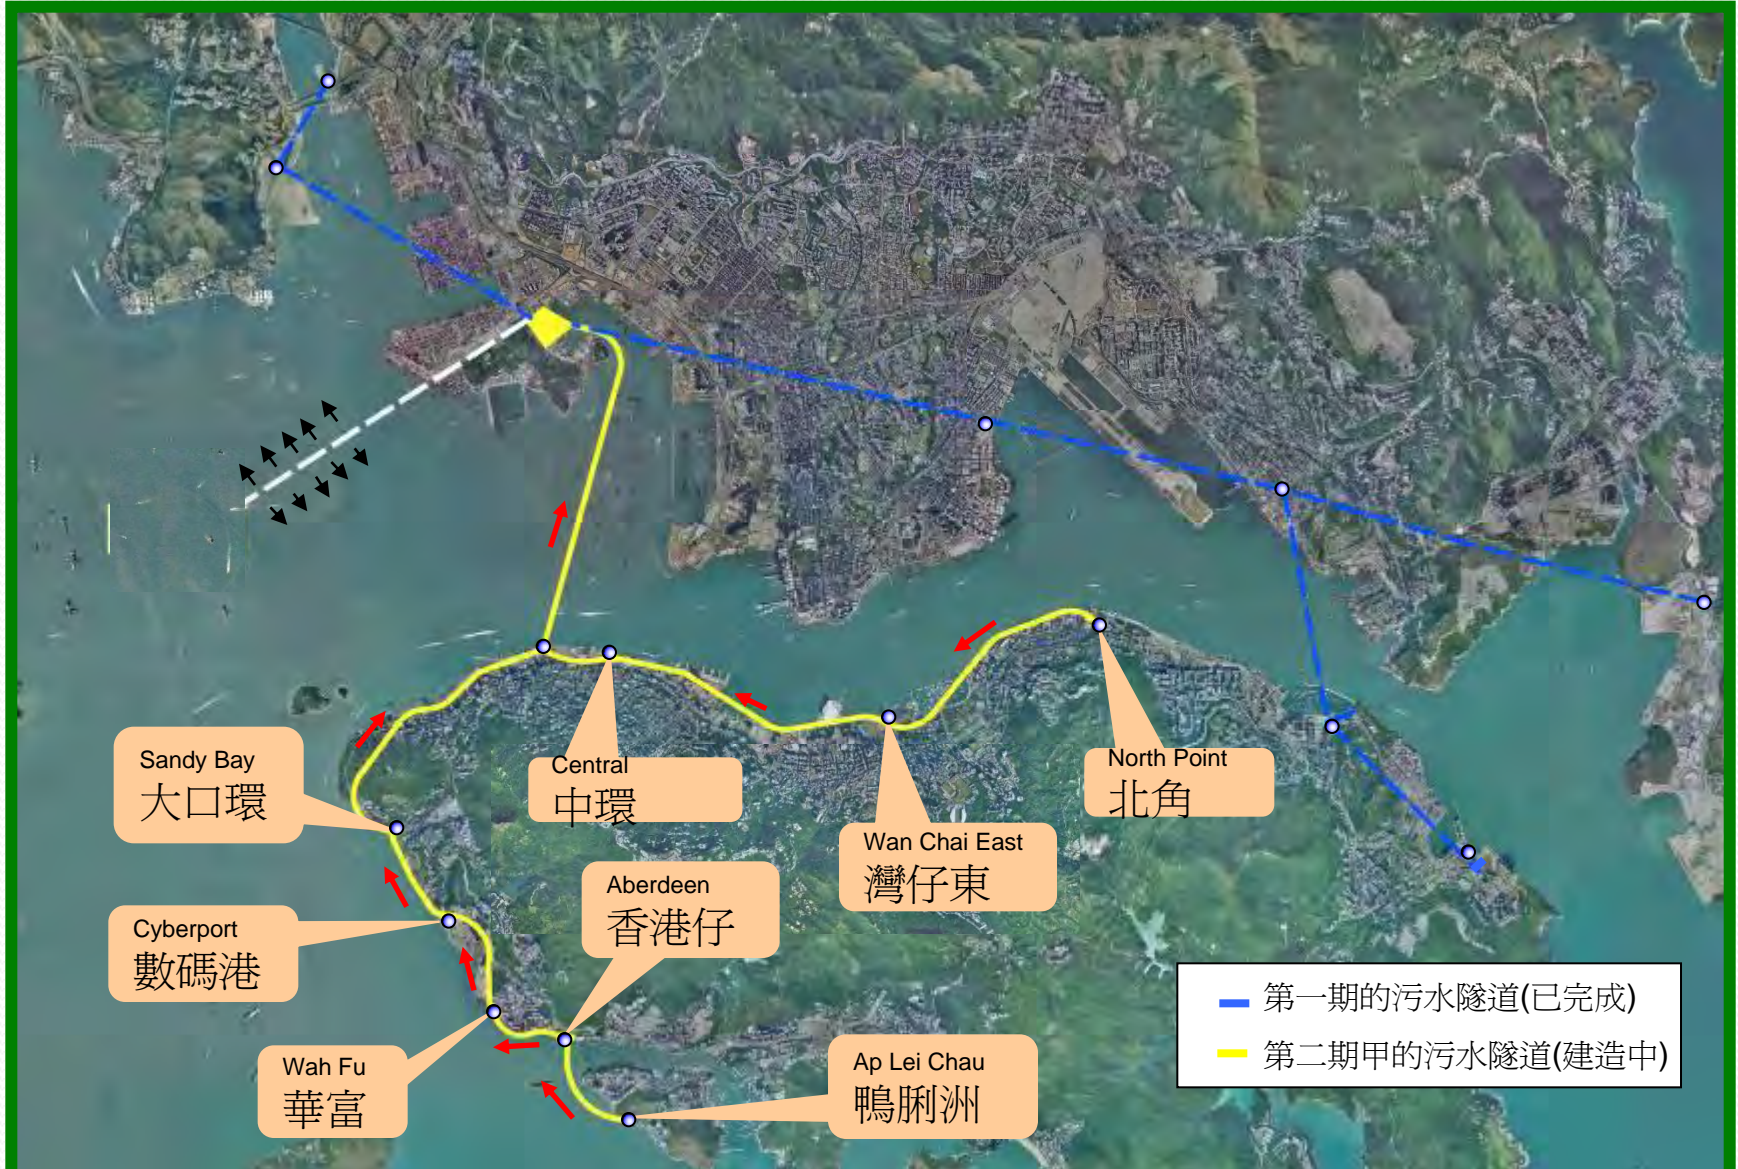 Sandy Bay
大口環
Central
中環
North Point
北角
Wan Chai East
灣仔東
Aberdeen
香港仔
Cyberport
數碼港
Wah Fu
華富
Ap Lei Chau
鴨脷洲
第一期的污水隧道(已完成)
第二期甲的污水隧道(建造中)